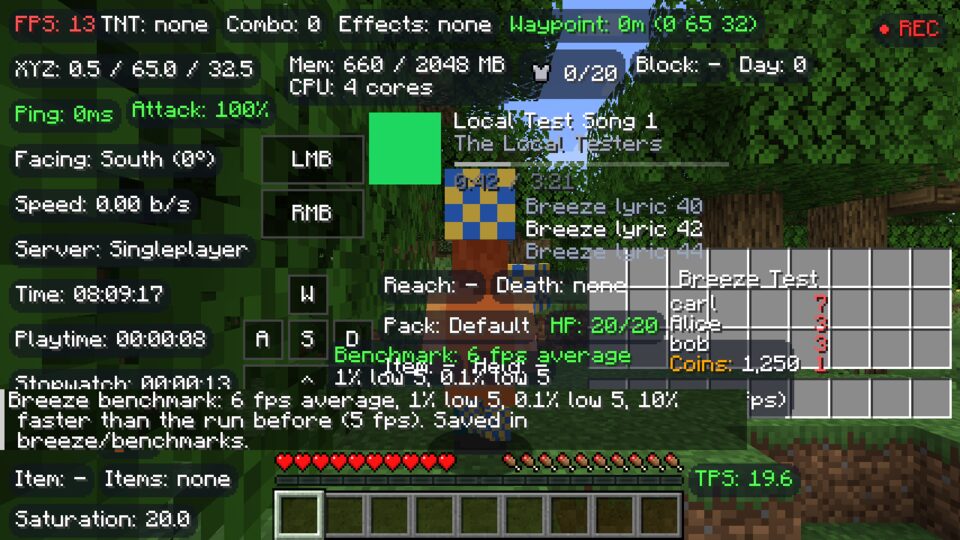 FPS: 13 TNT: none Combo: 0 Effects: none Waypoint: 0m (0 65 32) REC
XYZ: 0.5 / 65.0 / 32.5
Mem: 660 / 2048 MB
CPU: 4 cores
0/20
Block: - Day: 0
Ping: 0ms
Attack: 100%
Local Test Song 1
The Local Testers
0:42 / 3:21
Facing: South (0°)
LMB
Speed: 0.00 b/s
RMB
Breeze lyric 40
Breeze lyric 42
Breeze lyric 44
Server: Singleplayer
Time: 08:09:17
W
Reach: - Death: none
Breeze Test
carl 7
Alice 3
bob 3
Coins: 1,250 1
Playtime: 00:00:08
A S D
Pack: Default HP: 20/20
Benchmark: 6 fps average
1% low 5, 0.1% low 5
Stopwatch: 00:00:13
Breeze benchmark: 6 fps average, 1% low 5, 0.1% low 5, 10%
faster than the run before (5 fps). Saved in
breeze/benchmarks.
fps)
Item: - Items: none
TPS: 19.6
Saturation: 20.0